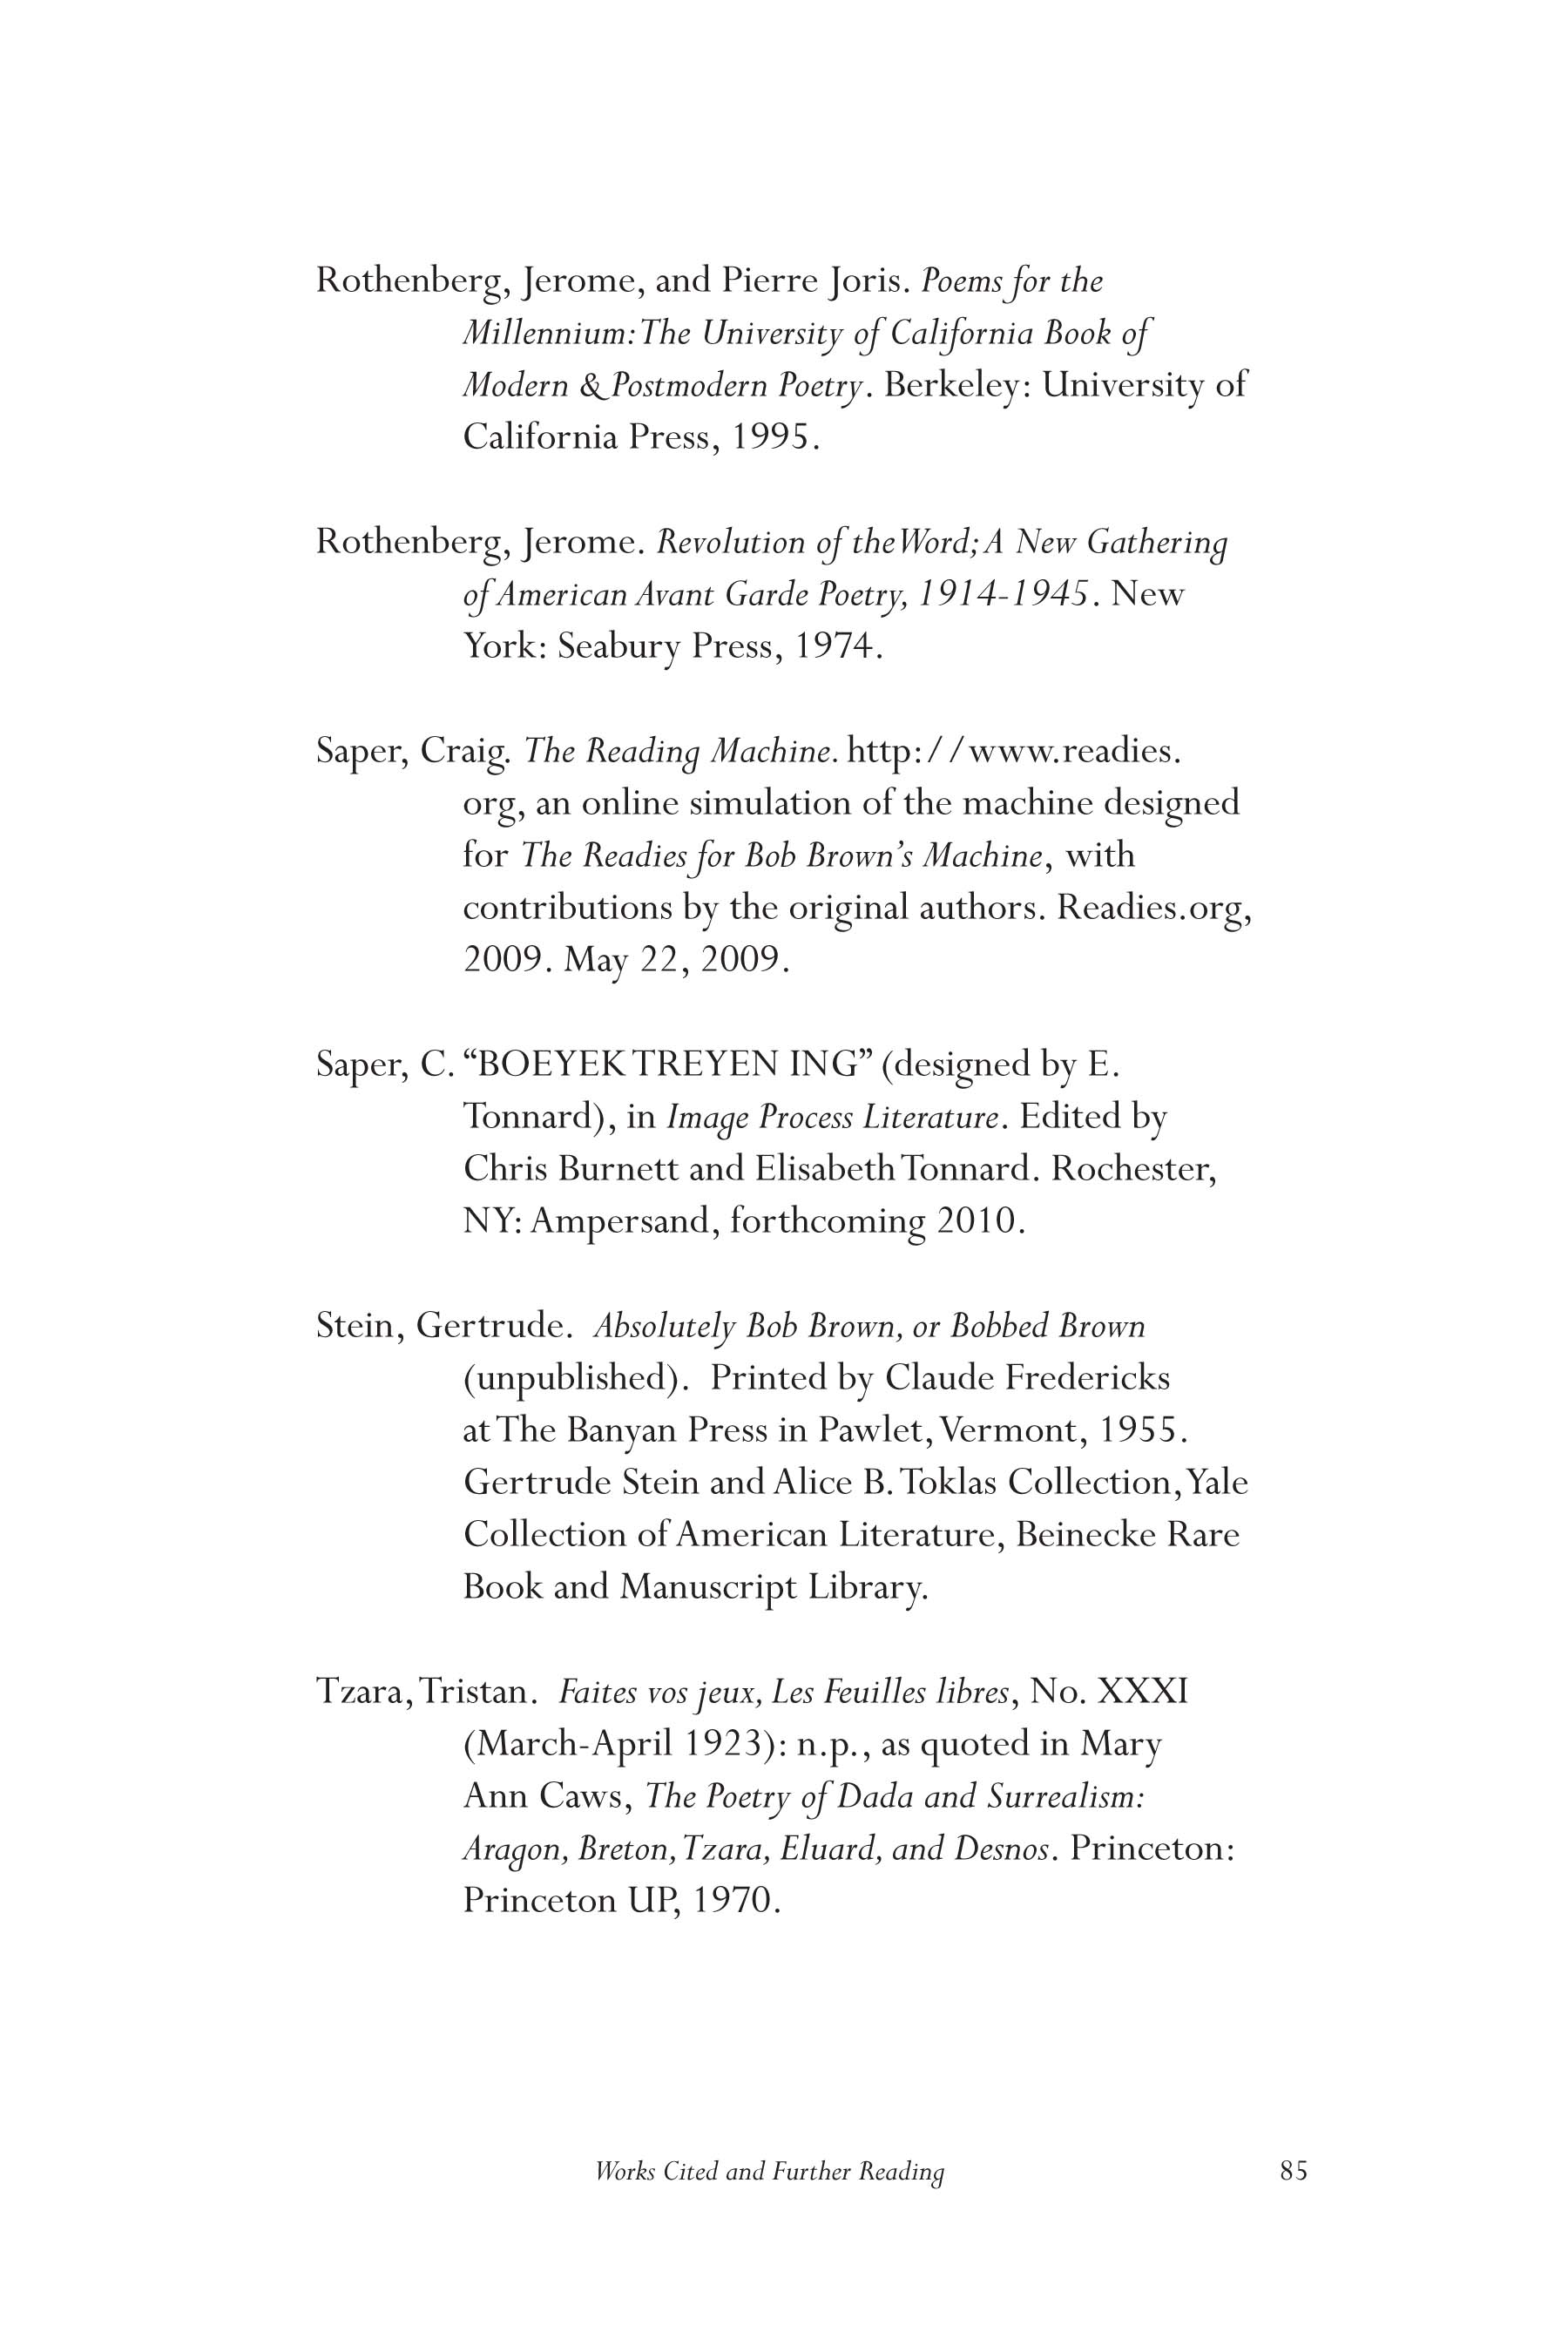 Rothenberg, Jerome, and Pierre Joris. Poems for the
Millennium: The University of California Book of
Modern & Postmodern Poetry. Berkeley: University of
California Press, 1995.
Rothenberg, Jerome. Revolution of the Word; A New Gathering
of American Avant Garde Poetry, 1914-1945. New
York: Seabury Press, 1974.
Saper, Craig. The Reading Machine. http://www.readies.
org, an online simulation of the machine designed
for The Readies for Bob Brown’s Machine, with
contributions by the original authors. Readies.org,
2009. May 22, 2009.
Saper, C. “BOEYEK TREYEN ING” (designed by E.
Tonnard), in Image Process Literature. Edited by
Chris Burnett and Elisabeth Tonnard. Rochester,
NY: Ampersand, forthcoming 2010.
Stein, Gertrude. Absolutely Bob Brown, or Bobbed Brown
(unpublished). Printed by Claude Fredericks
at The Banyan Press in Pawlet, Vermont, 1955.
Gertrude Stein and Alice B. Toklas Collection, Yale
Collection of American Literature, Beinecke Rare
Book and Manuscript Library.
Tzara, Tristan. Faites vos jeux, Les Feuilles libres, No. XXXI
(March-April 1923): n.p., as quoted in Mary
Ann Caws, The Poetry of Dada and Surrealism:
Aragon, Breton, Tzara, Eluard, and Desnos. Princeton:
Princeton UP, 1970.
Works Cited and Further Reading 85